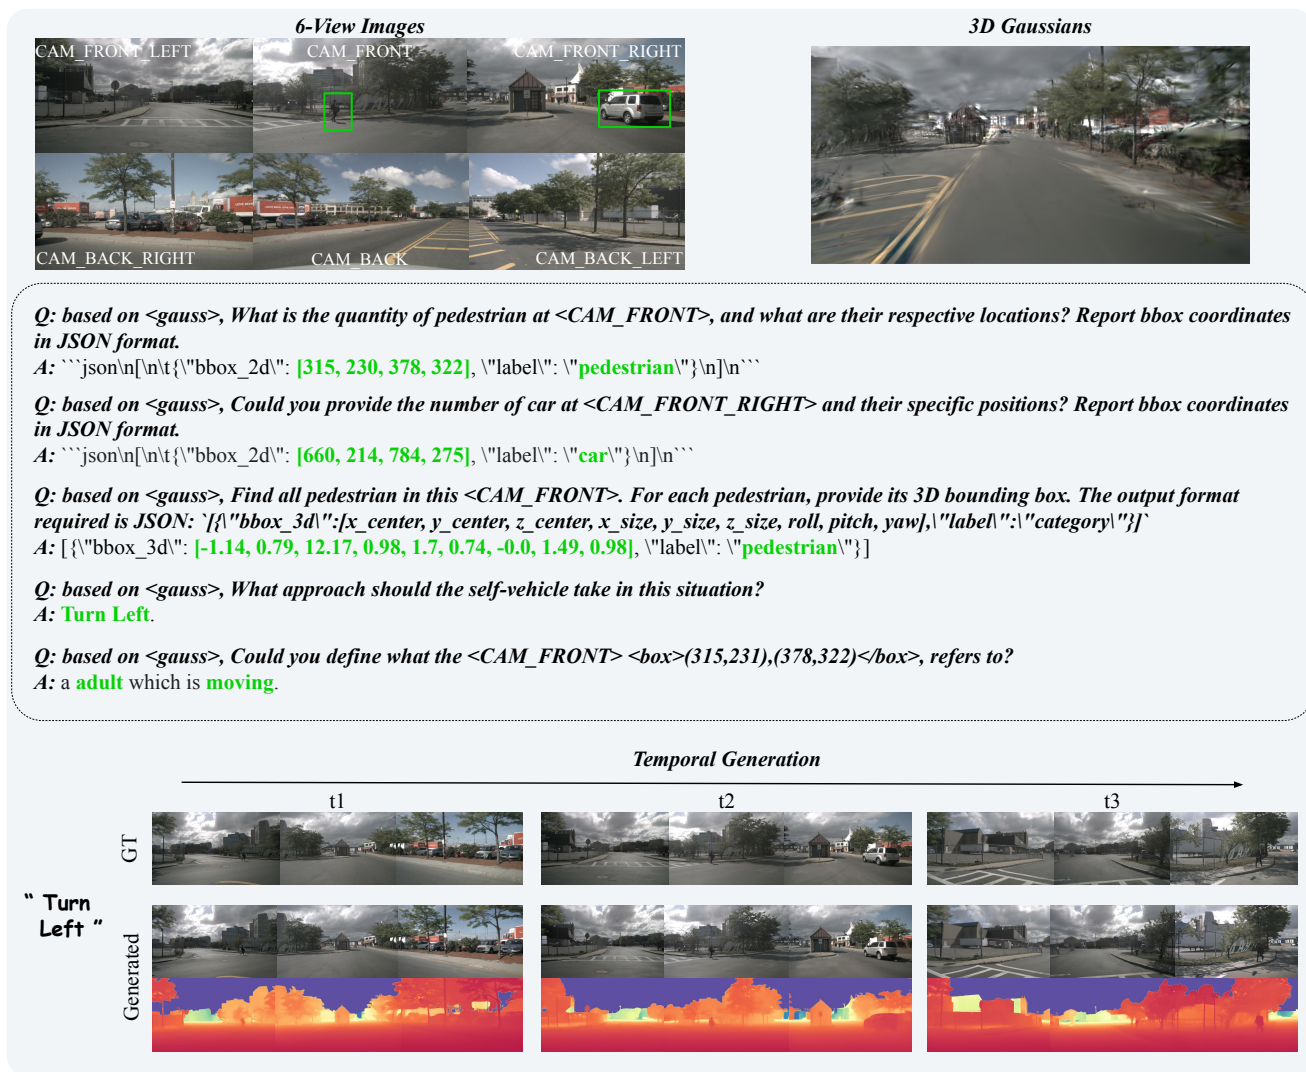 6-View Images
3D Gaussians
CAM_FRONT_LEFT
CAM_FRONT
CAM_FRONT_RIGHT
CAM_BACK_RIGHT
CAM_BACK
CAM_BACK_LEFT
Q: based on <gauss>, What is the quantity of pedestrian at <CAM_FRONT>, and what are their respective locations? Report bbox coordinates
in JSON format.
A: ```json\n[\n\t{\"bbox_2d\": [315, 230, 378, 322], \"label\": \"pedestrian\"}\n]\n```
Q: based on <gauss>, Could you provide the number of car at <CAM_FRONT_RIGHT> and their specific positions? Report bbox coordinates
in JSON format.
A: ```json\n[\n\t{\"bbox_2d\": [660, 214, 784, 275], \"label\": \"car\"}\n]\n```
Q: based on <gauss>, Find all pedestrian in this <CAM_FRONT>. For each pedestrian, provide its 3D bounding box. The output format
required is JSON: `[{\"bbox_3d\":[x_center, y_center, z_center, x_size, y_size, z_size, roll, pitch, yaw],\"label\":\"category\"}]`
A: [{\"bbox_3d\": [-1.14, 0.79, 12.17, 0.98, 1.7, 0.74, -0.0, 1.49, 0.98], \"label\": \"pedestrian\"}]
Q: based on <gauss>, What approach should the self-vehicle take in this situation?
A: Turn Left.
Q: based on <gauss>, Could you define what the <CAM_FRONT> <box>(315,231),(378,322)</box>, refers to?
A: a adult which is moving.
Temporal Generation
t1
t2
t3
GT
“ Turn
Left ”
Generated